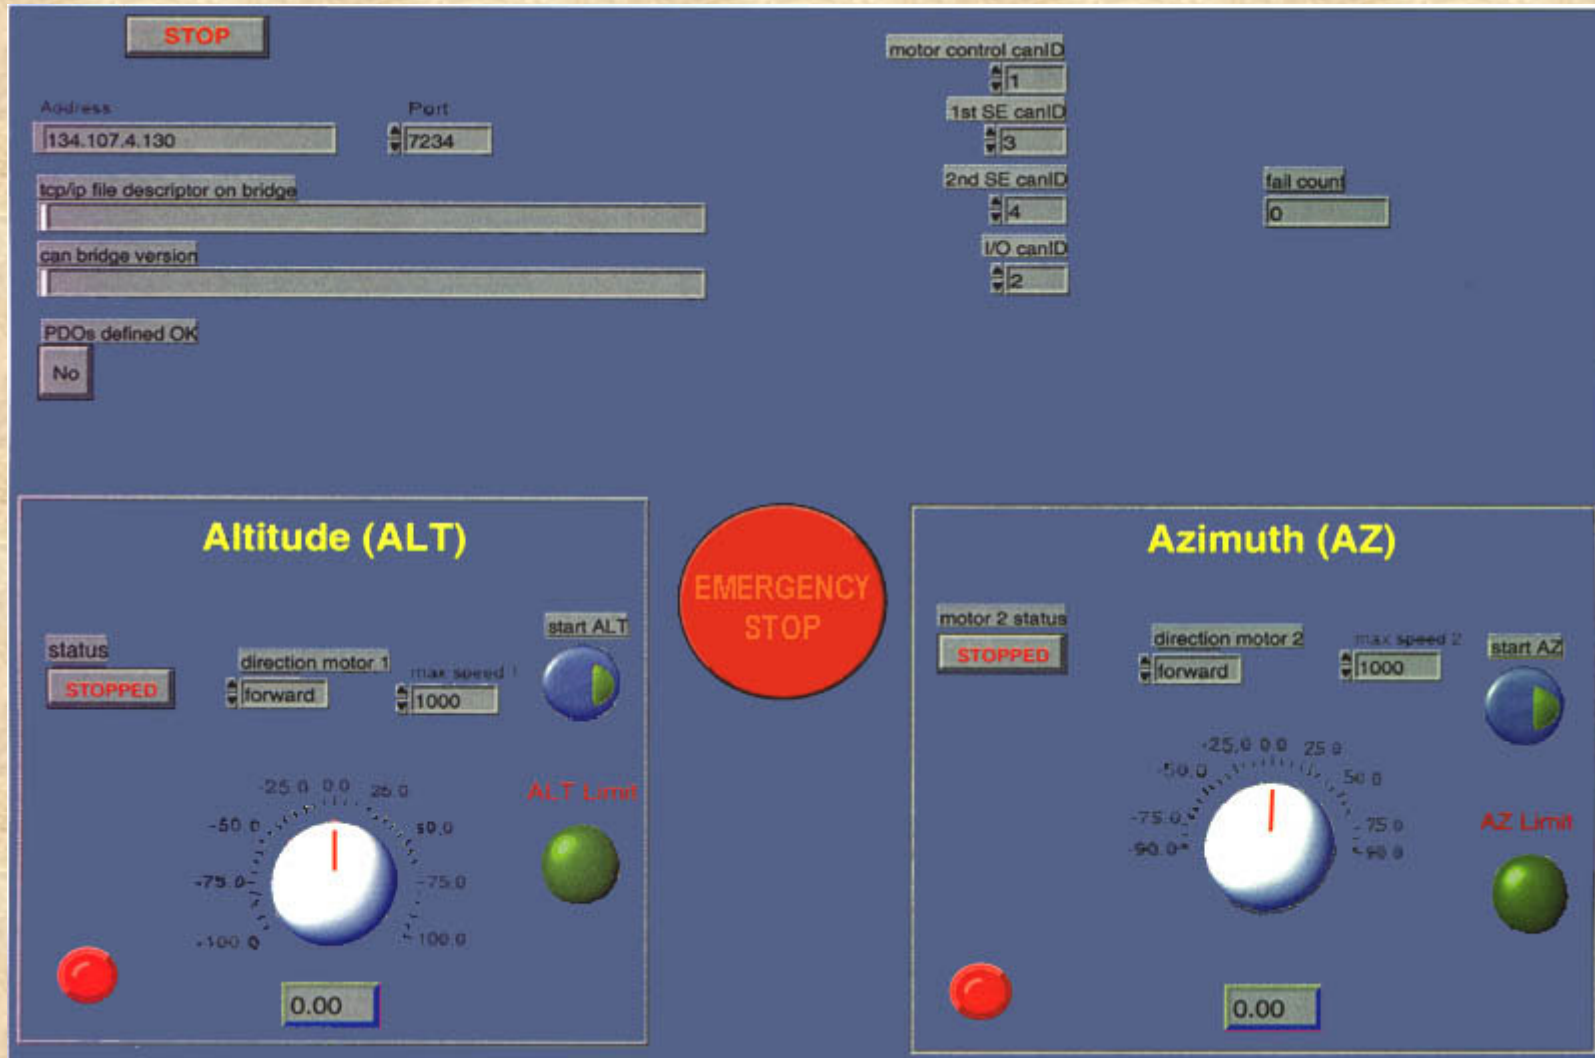 STOP
Address
134.107.4.130
Port
7234
tcp/ip file descriptor on bridge
can bridge version
PDOs defined OK
No
motor control canID
1
1st SE canID
3
2nd SE canID
4
I/O canID
2
fail count
0
Altitude (ALT)
status
STOPPED
direction motor 1
forward
max speed 1
1000
start ALT
-25.0 0.0 25.0
-50.0 50.0
-75.0 75.0
-100.0 100.0
ALT Limit
0.00
EMERGENCY
STOP
Azimuth (AZ)
motor 2 status
STOPPED
direction motor 2
forward
max speed 2
1000
start AZ
-25.0 0.0 25.0
-50.0 50.0
-75.0 75.0
-90.0 90.0
AZ Limit
0.00